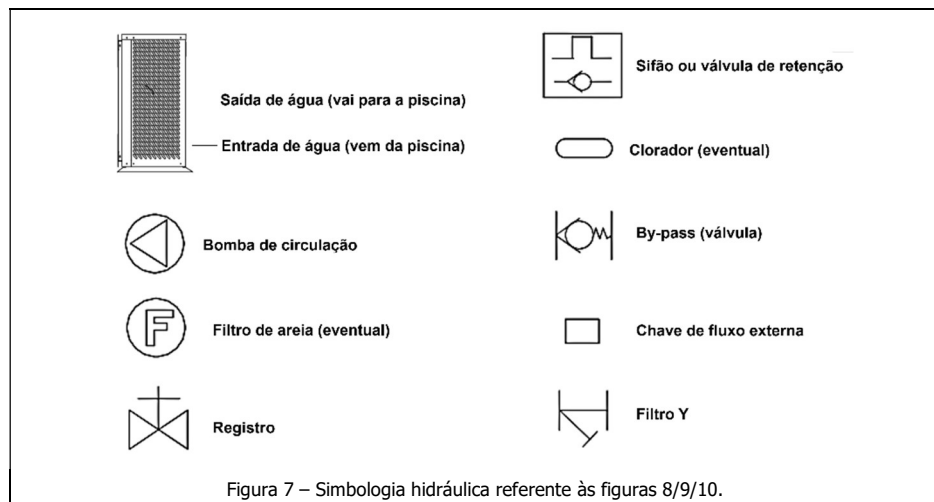 Saída de água (vai para a piscina)
Entrada de água (vem da piscina)
Bomba de circulação
F
Filtro de areia (eventual)
Registro
Sifão ou válvula de retenção
Clorador (eventual)
By-pass (válvula)
Chave de fluxo externa
Filtro Y
Figura 7 – Simbologia hidráulica referente às figuras 8/9/10.